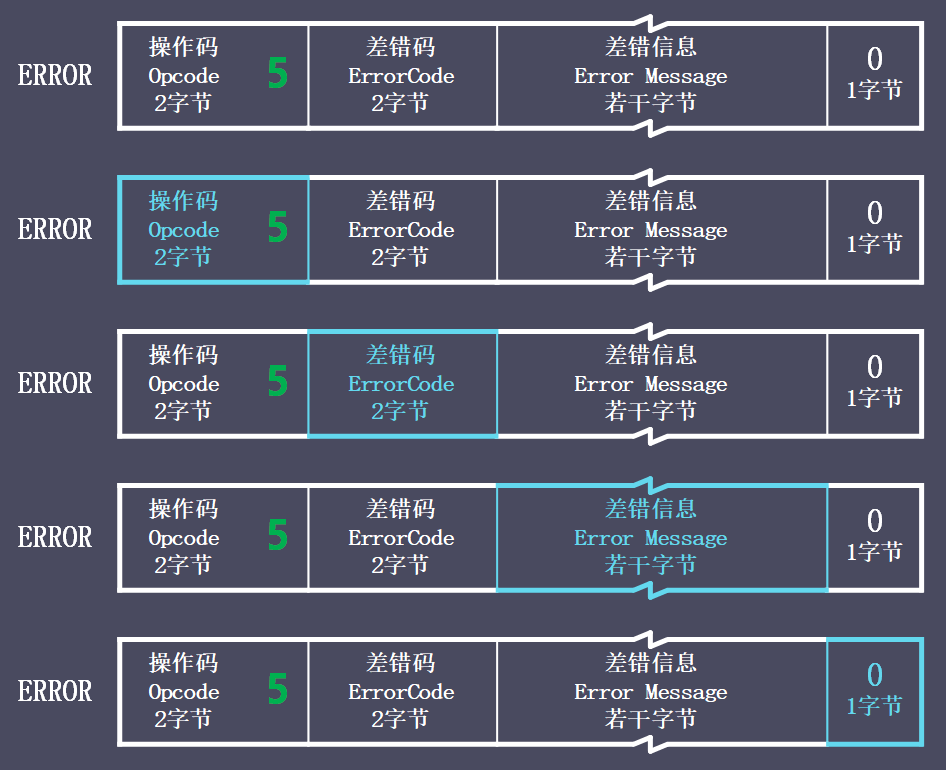 ERROR
操作码
Opcode
2字节
5
差错码
ErrorCode
2字节
差错信息
Error Message
若干字节
0
1字节
ERROR
操作码
Opcode
2字节
5
差错码
ErrorCode
2字节
差错信息
Error Message
若干字节
0
1字节
ERROR
操作码
Opcode
2字节
5
差错码
ErrorCode
2字节
差错信息
Error Message
若干字节
0
1字节
ERROR
操作码
Opcode
2字节
5
差错码
ErrorCode
2字节
差错信息
Error Message
若干字节
0
1字节
ERROR
操作码
Opcode
2字节
5
差错码
ErrorCode
2字节
差错信息
Error Message
若干字节
0
1字节